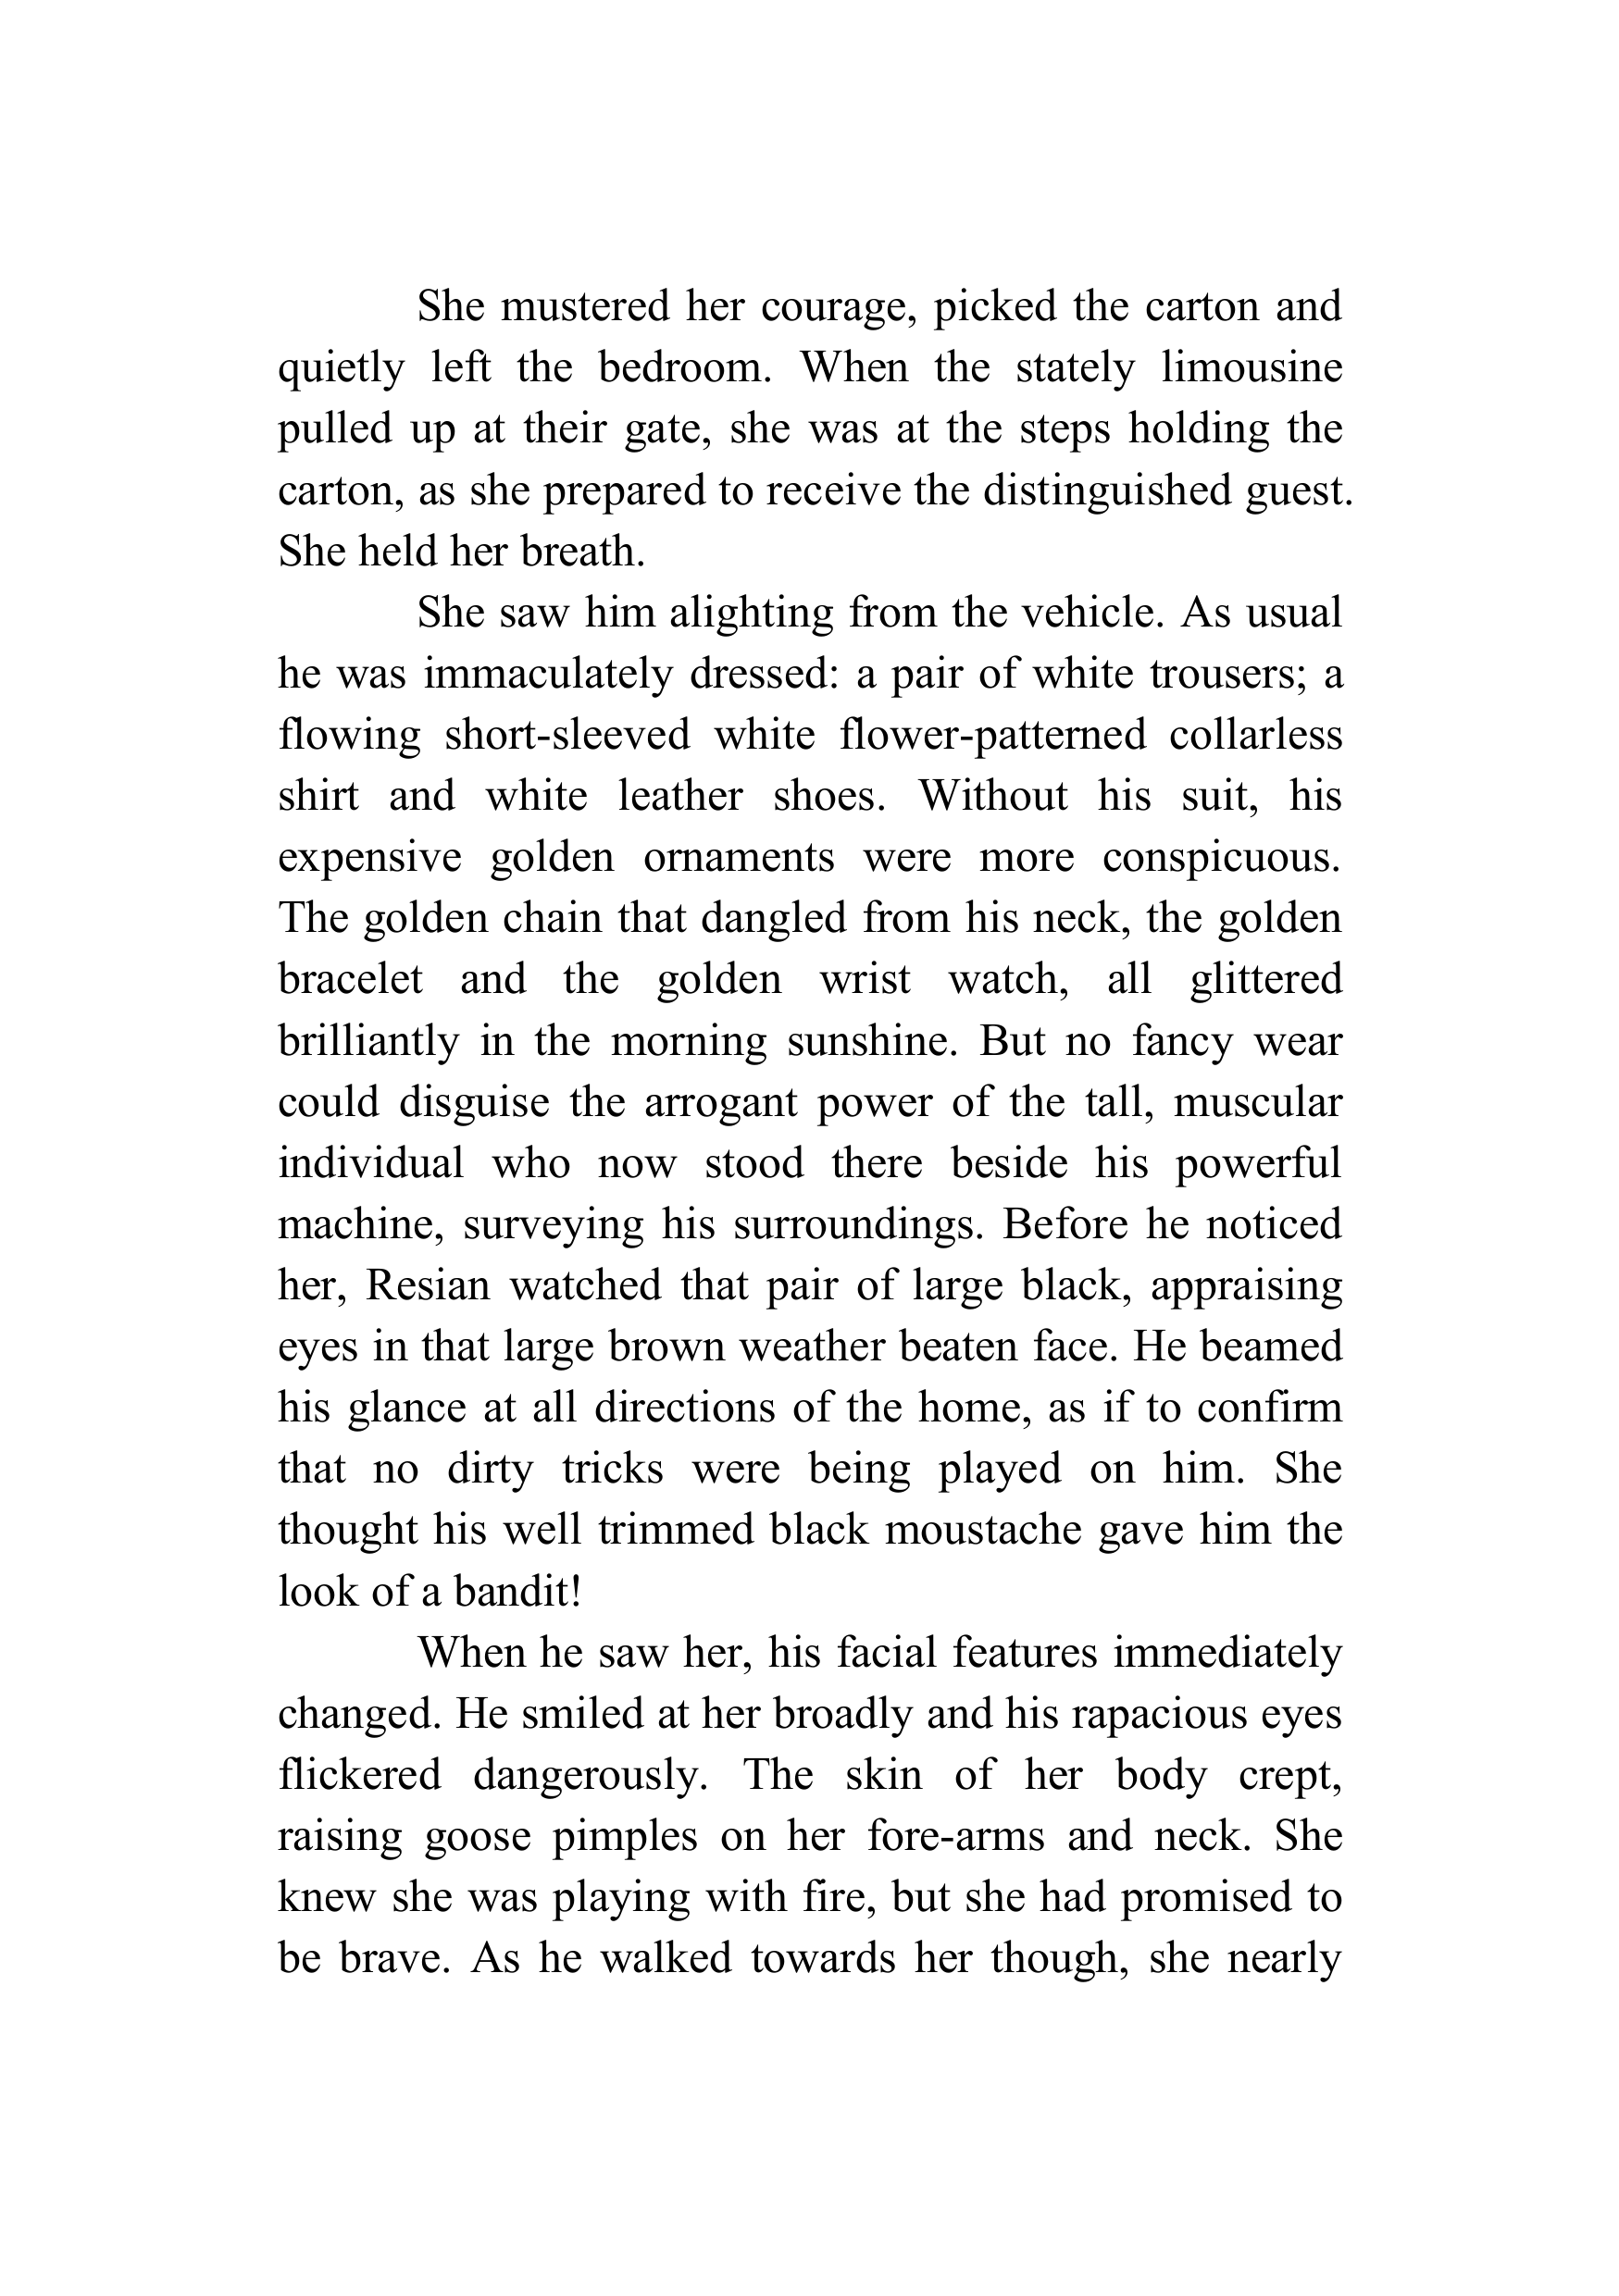 She mustered her courage, picked the carton and
quietly left the bedroom. When the stately limousine
pulled up at their gate, she was at the steps holding the
carton, as she prepared to receive the distinguished guest.
She held her breath.
She saw him alighting from the vehicle. As usual
he was immaculately dressed: a pair of white trousers; a
flowing short-sleeved white flower-patterned collarless
shirt and white leather shoes. Without his suit, his
expensive golden ornaments were more conspicuous.
The golden chain that dangled from his neck, the golden
bracelet and the golden wrist watch, all glittered
brilliantly in the morning sunshine. But no fancy wear
could disguise the arrogant power of the tall, muscular
individual who now stood there beside his powerful
machine, surveying his surroundings. Before he noticed
her, Resian watched that pair of large black, appraising
eyes in that large brown weather beaten face. He beamed
his glance at all directions of the home, as if to confirm
that no dirty tricks were being played on him. She
thought his well trimmed black moustache gave him the
look of a bandit!
When he saw her, his facial features immediately
changed. He smiled at her broadly and his rapacious eyes
flickered dangerously. The skin of her body crept,
raising goose pimples on her fore-arms and neck. She
knew she was playing with fire, but she had promised to
be brave. As he walked towards her though, she nearly